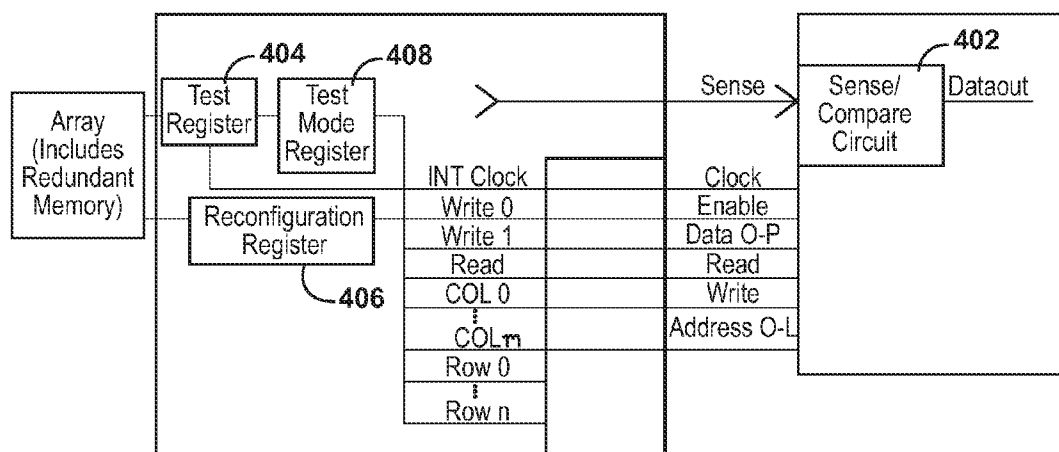 404
408
402
Array
(Includes
Redundant
Memory)
Test
Register
Test
Mode
Register
Sense
Sense/
Compare
Circuit
Dataout
Reconfiguration
Register
406
INT Clock
Write 0
Write 1
Read
COL 0
COLm
Row 0
Row n
Clock
Enable
Data O-P
Read
Write
Address O-L